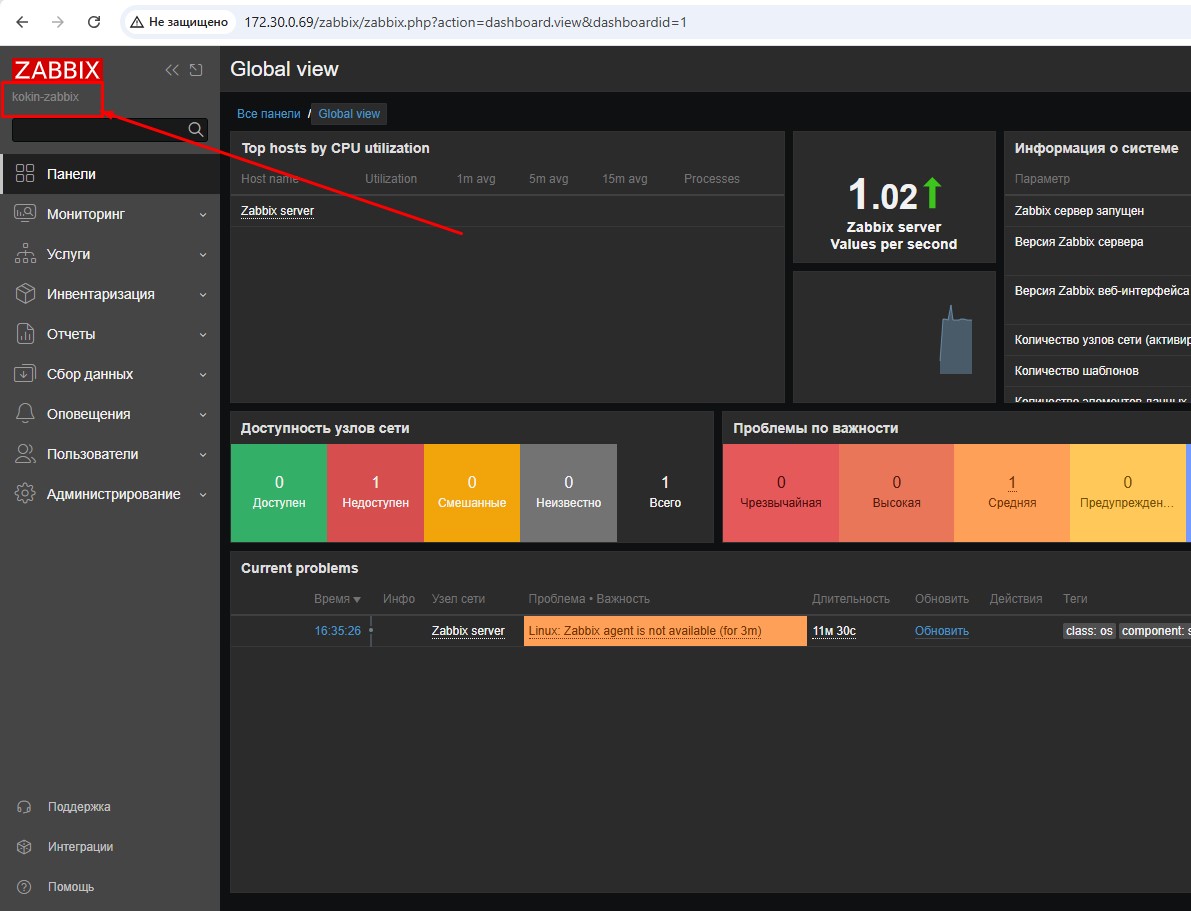 Не защищено 172.30.0.69/zabbix/zabbix.php?action=dashboard.view&dashboardid=1
ZABBIX
kokin-zabbix
Панели
Мониторинг
Услуги
Инвентаризация
Отчеты
Сбор данных
Оповещения
Пользователи
Администрирование
Поддержка
Интеграции
Помощь
Global view
Все панели / Global view
Top hosts by CPU utilization
Host name Utilization 1m avg 5m avg 15m avg Processes
Zabbix server
1.02
Zabbix server
Values per second
Информация о системе
Параметр
Zabbix сервер запущен
Версия Zabbix сервера
Версия Zabbix веб-интерфейса
Количество узлов сети (активир
Количество шаблонов
Количество элементов данных
Доступность узлов сети
0 1 0 0 1
Доступен Недоступен Смешанные Неизвестно Всего
Проблемы по важности
0 0 1 0
Чрезвычайная Высокая Средняя Предупрежден...
Current problems
Время Инфо Узел сети Проблема • Важность Длительность Обновить Действия Теги
16:35:26 Zabbix server Linux: Zabbix agent is not available (for 3m) 11м 30с Обновить class: os component: s